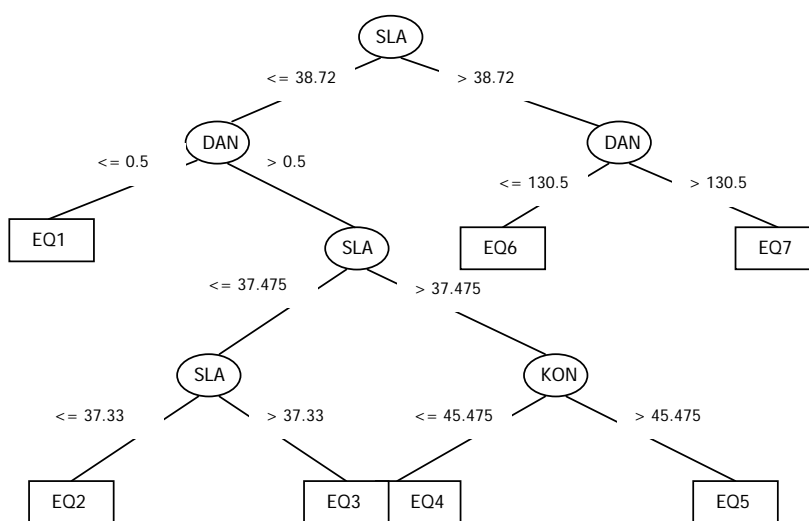 SLA
<= 38.72
> 38.72
DAN
DAN
<= 0.5
> 0.5
<= 130.5
> 130.5
EQ1
SLA
EQ6
EQ7
<= 37.475
> 37.475
SLA
KON
<= 37.33
> 37.33
<= 45.475
> 45.475
EQ2
EQ3
EQ4
EQ5